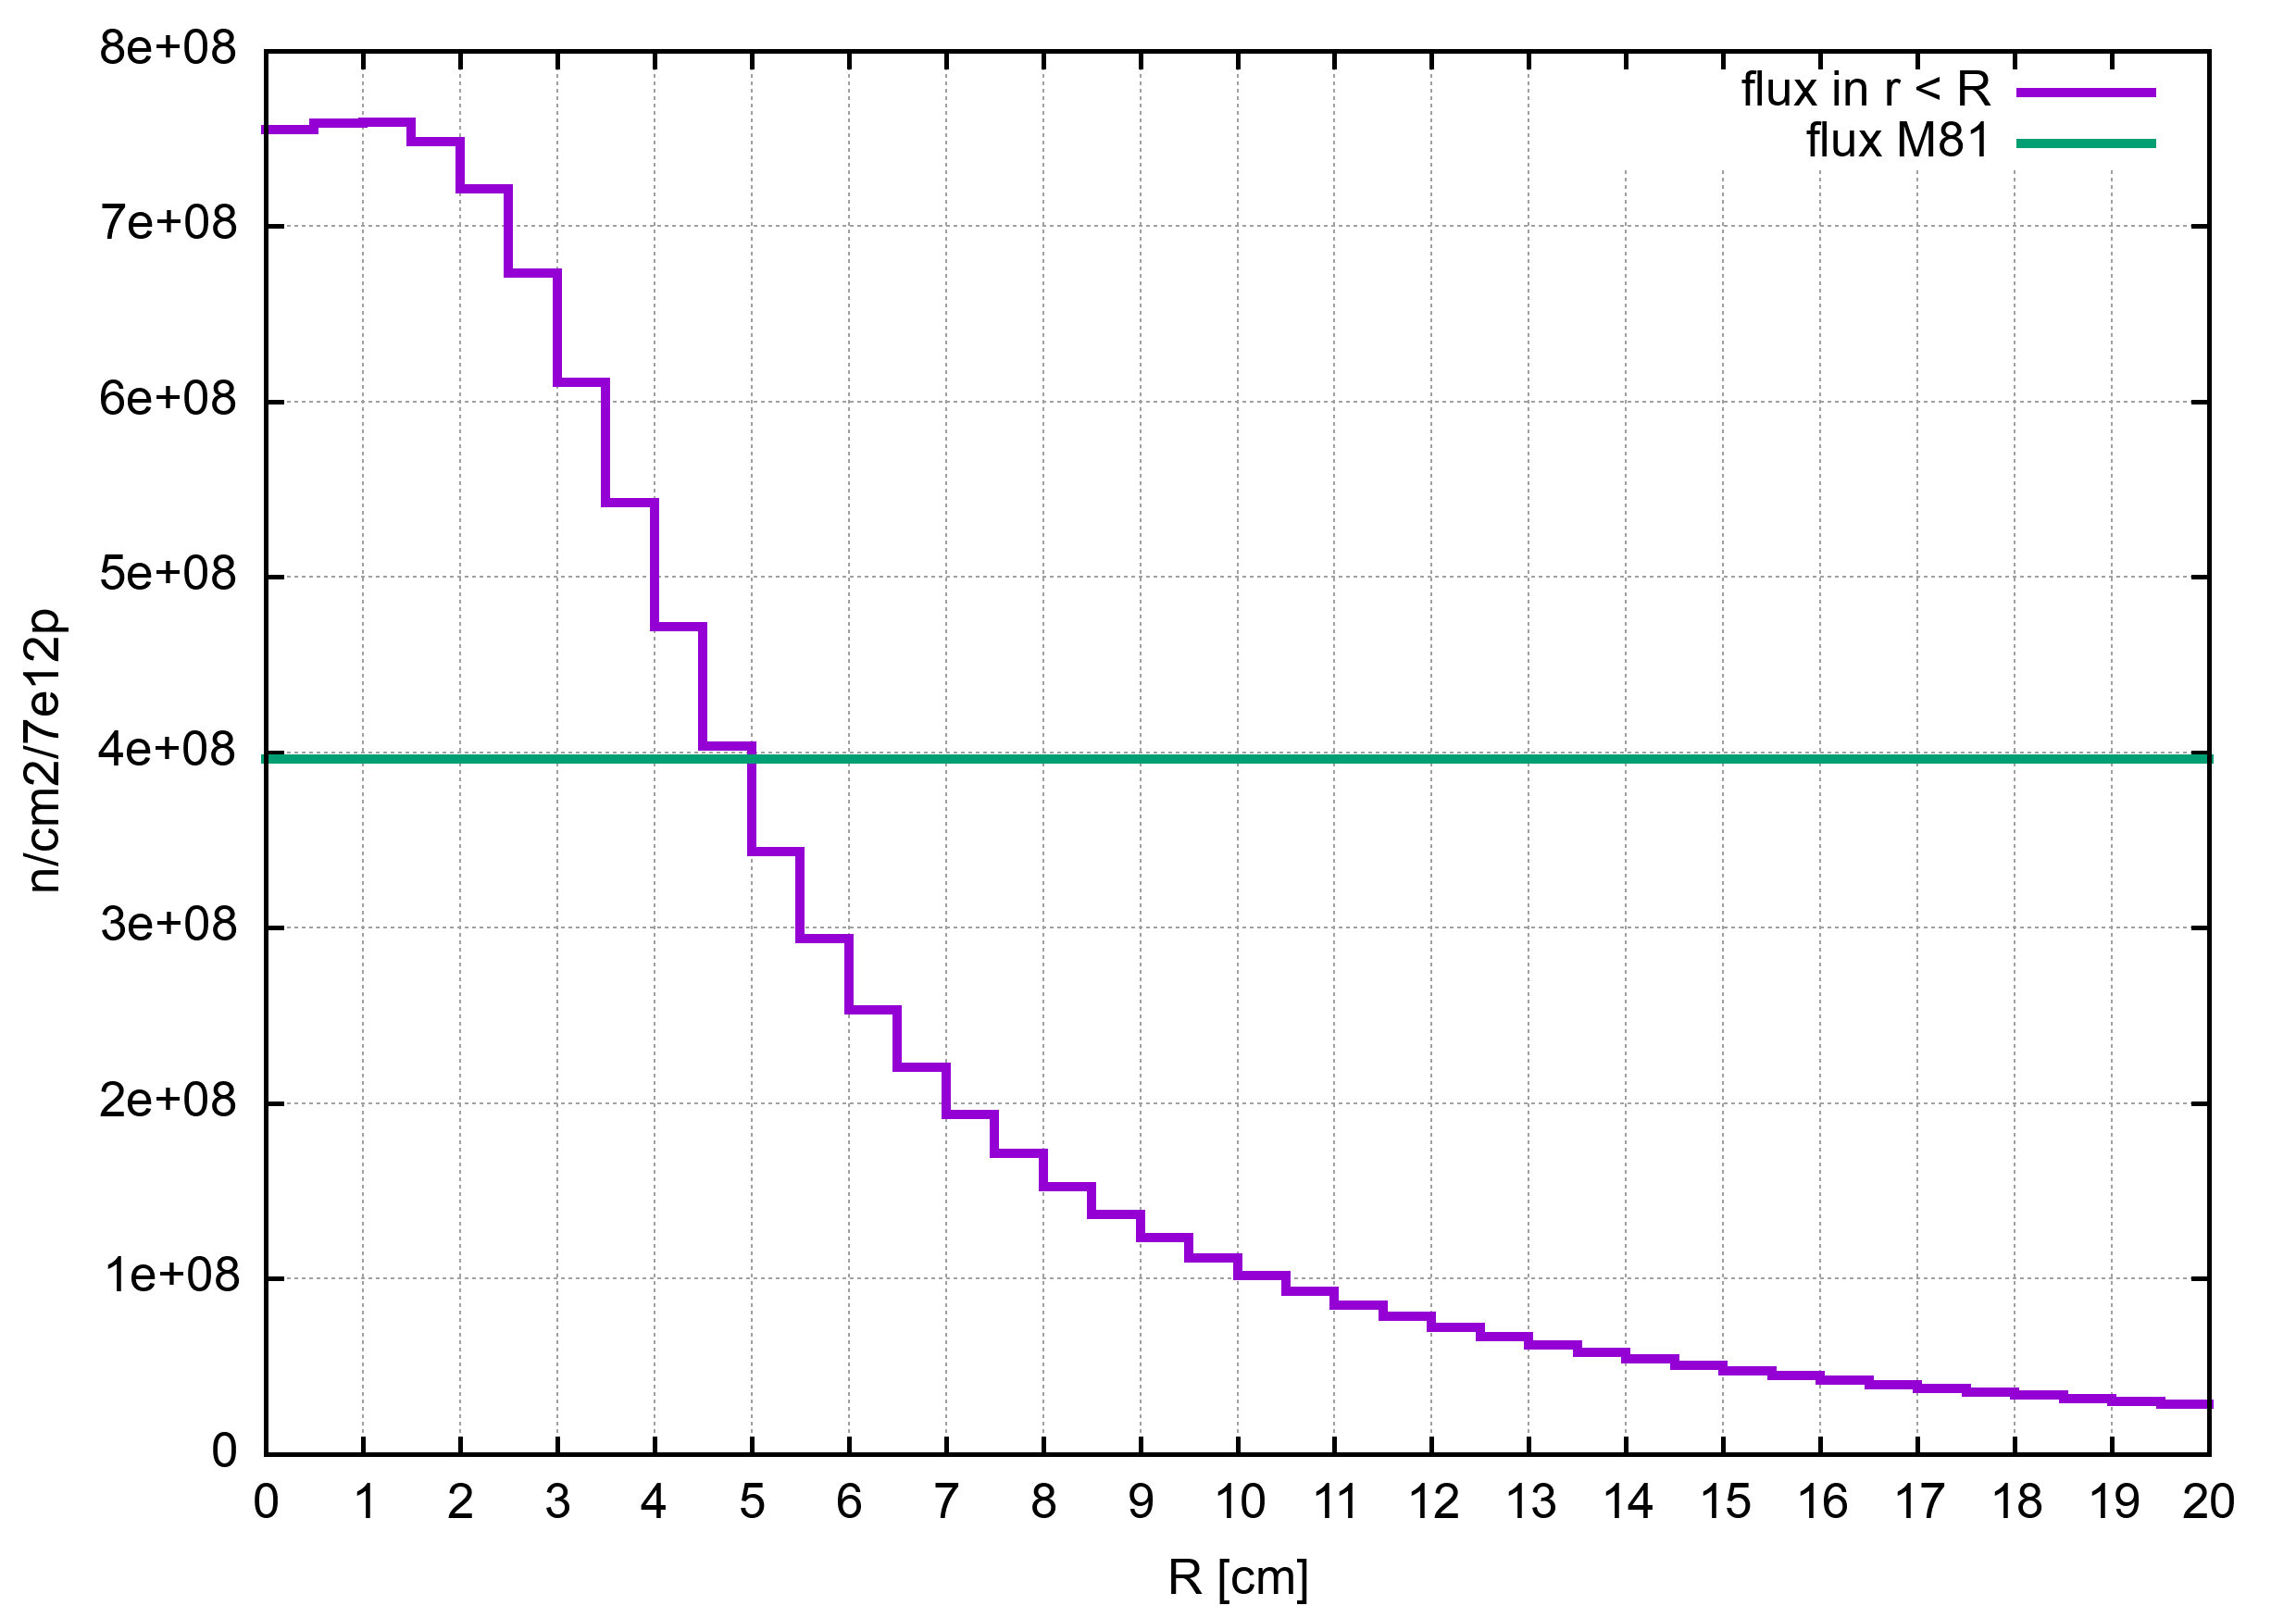 8e+08
7e+08
6e+08
5e+08
4e+08
3e+08
2e+08
1e+08
0
n/cm2/7e12p
flux in r < R
flux M81
0 1 2 3 4 5 6 7 8 9 10 11 12 13 14 15 16 17 18 19 20
R [cm]